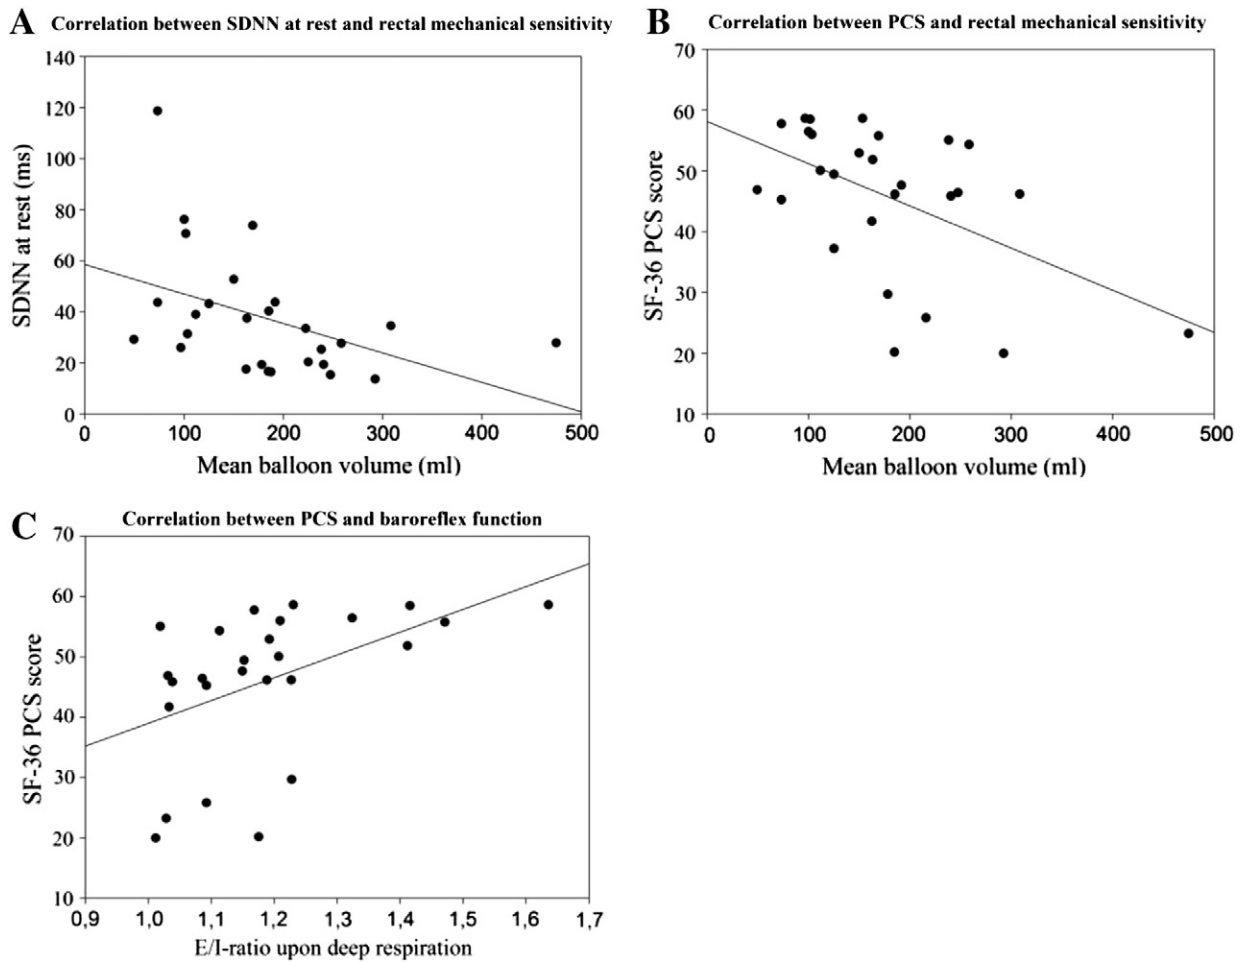 A Correlation between SDNN at rest and rectal mechanical sensitivity
140
120
100
80
60
40
20
0
SDNN at rest (ms)
0 100 200 300 400 500
Mean balloon volume (ml)
B Correlation between PCS and rectal mechanical sensitivity
70
60
50
40
30
20
10
SF-36 PCS score
0 100 200 300 400 500
Mean balloon volume (ml)
C Correlation between PCS and baroreflex function
70
60
50
40
30
20
10
SF-36 PCS score
0,9 1,0 1,1 1,2 1,3 1,4 1,5 1,6 1,7
E/I-ratio upon deep respiration